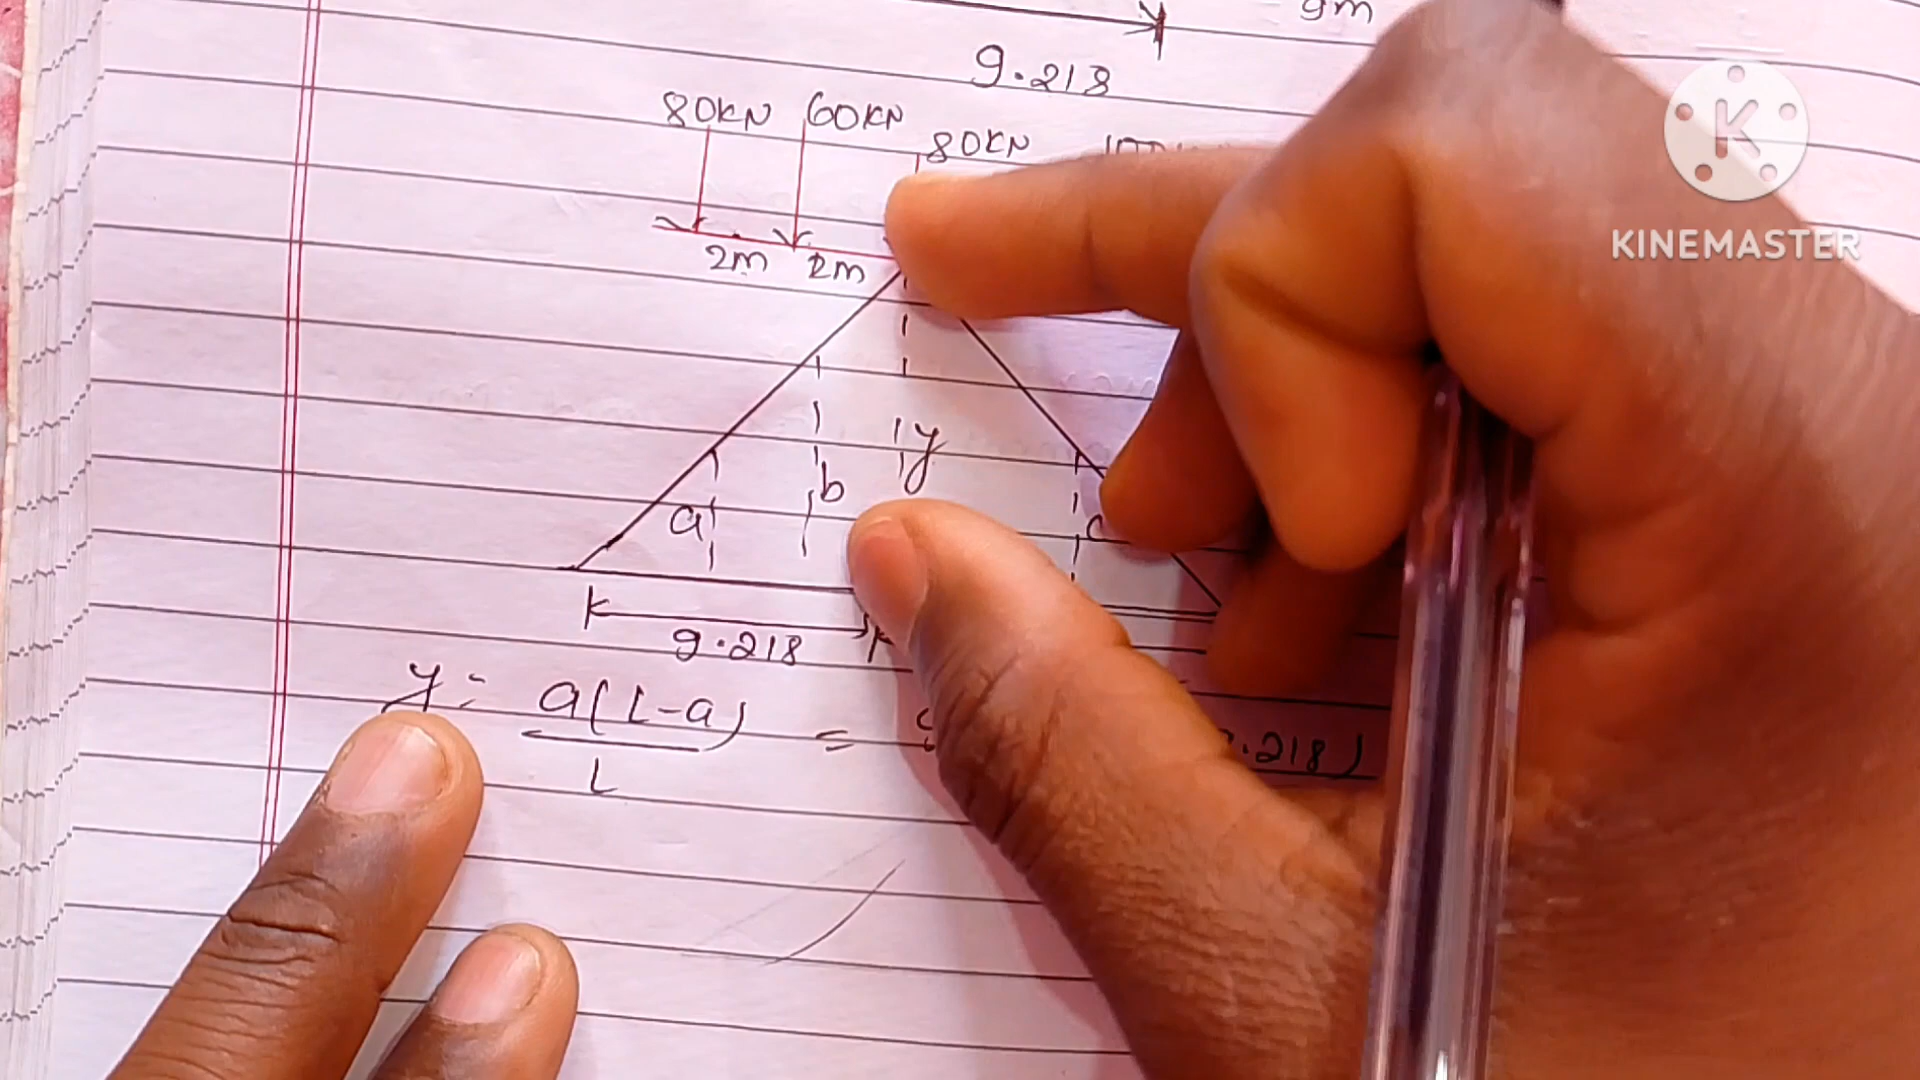 9m
9.218
80KN 60KN 80KN
2m 2m
y
b
a
c
9.218
y = a(L-a) =
.218)
L
K
KINEMASTER